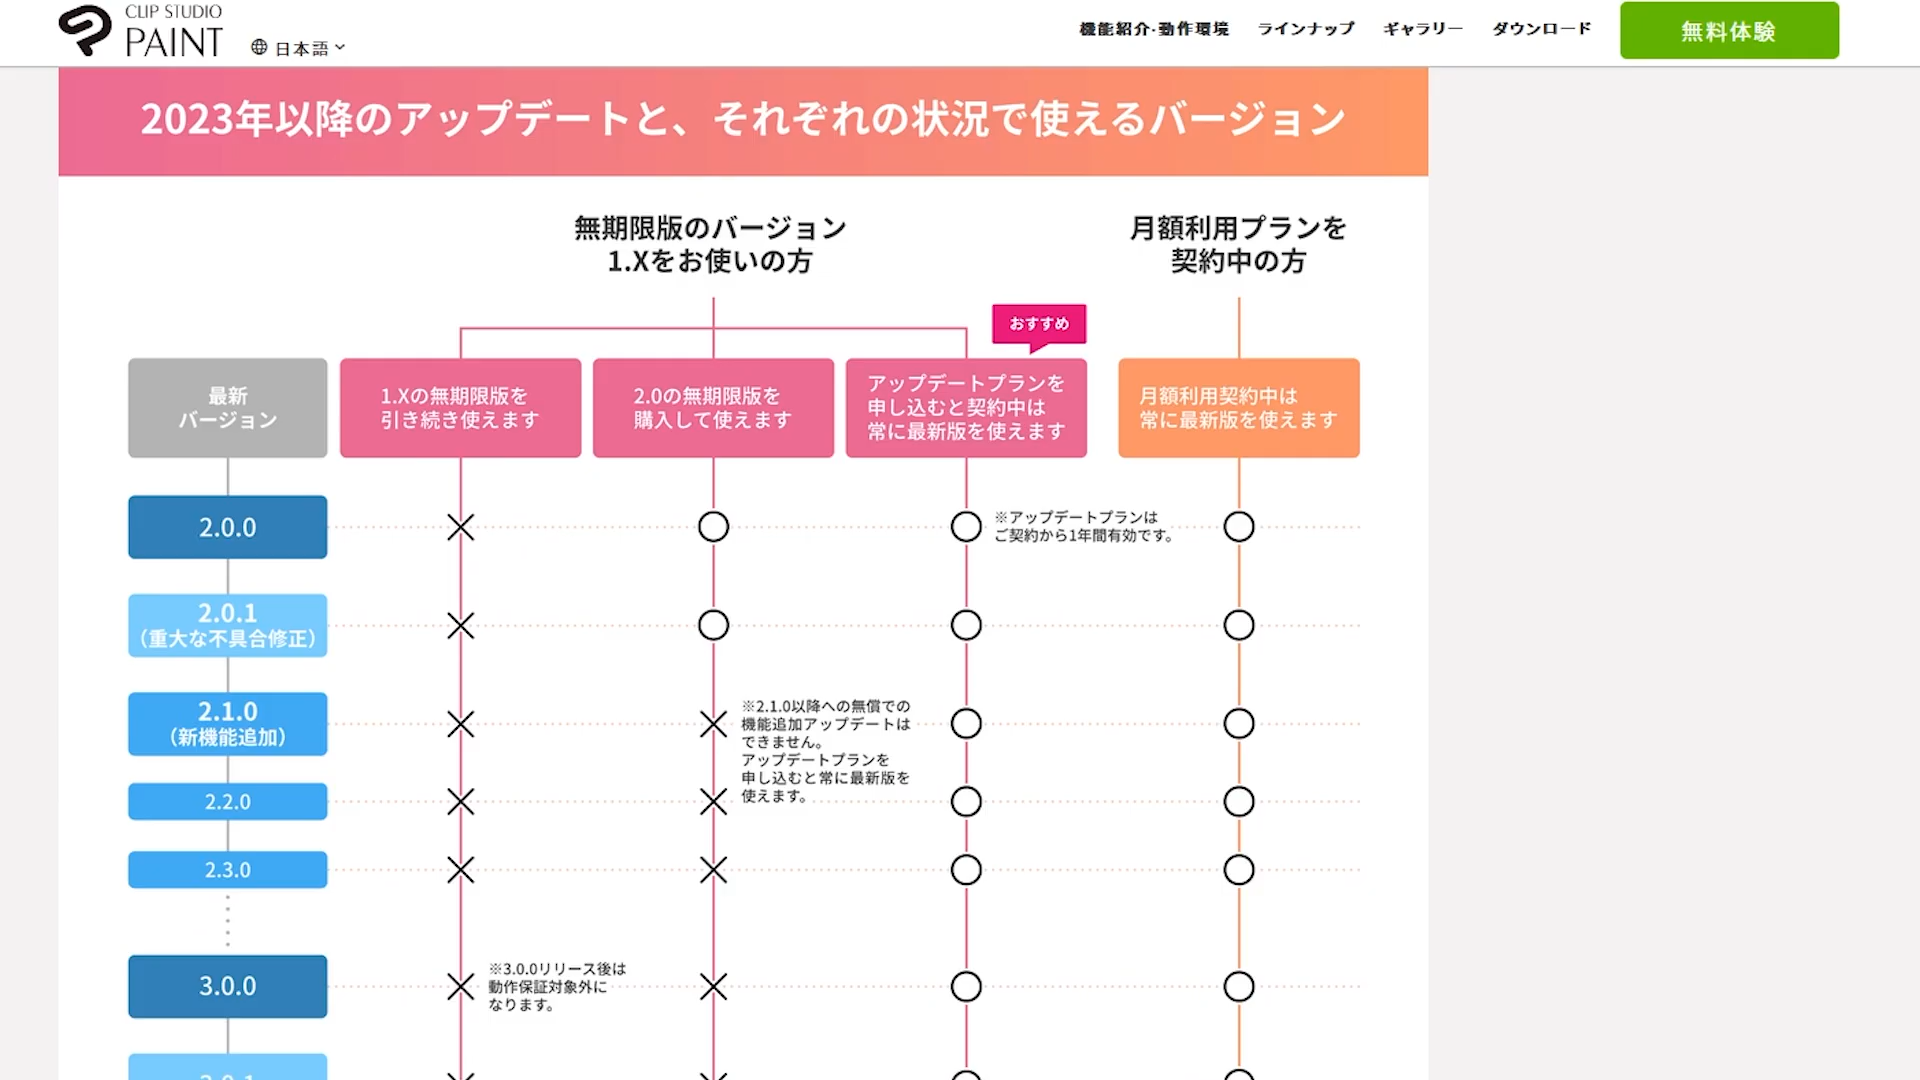 CLIP STUDIO
PAINT
日本語
機能紹介・動作環境
ラインナップ
ギャラリー
ダウンロード
無料体験
2023年以降のアップデートと、それぞれの状況で使えるバージョン
無期限版のバージョン
1.Xをお使いの方
月額利用プランを
契約中の方
おすすめ
最新
バージョン
1.Xの無期限版を
引き続き使えます
2.0の無期限版を
購入して使えます
アップデートプランを
申し込むと契約中は
常に最新版を使えます
月額利用契約中は
常に最新版を使えます
2.0.0
※アップデートプランは
ご契約から1年間有効です。
2.0.1
（重大な不具合修正）
2.1.0
（新機能追加）
※2.1.0以降への無償での
機能追加アップデートは
できません。
アップデートプランを
申し込むと常に最新版を
使えます。
2.2.0
2.3.0
3.0.0
※3.0.0リリース後は
動作保証対象外に
なります。